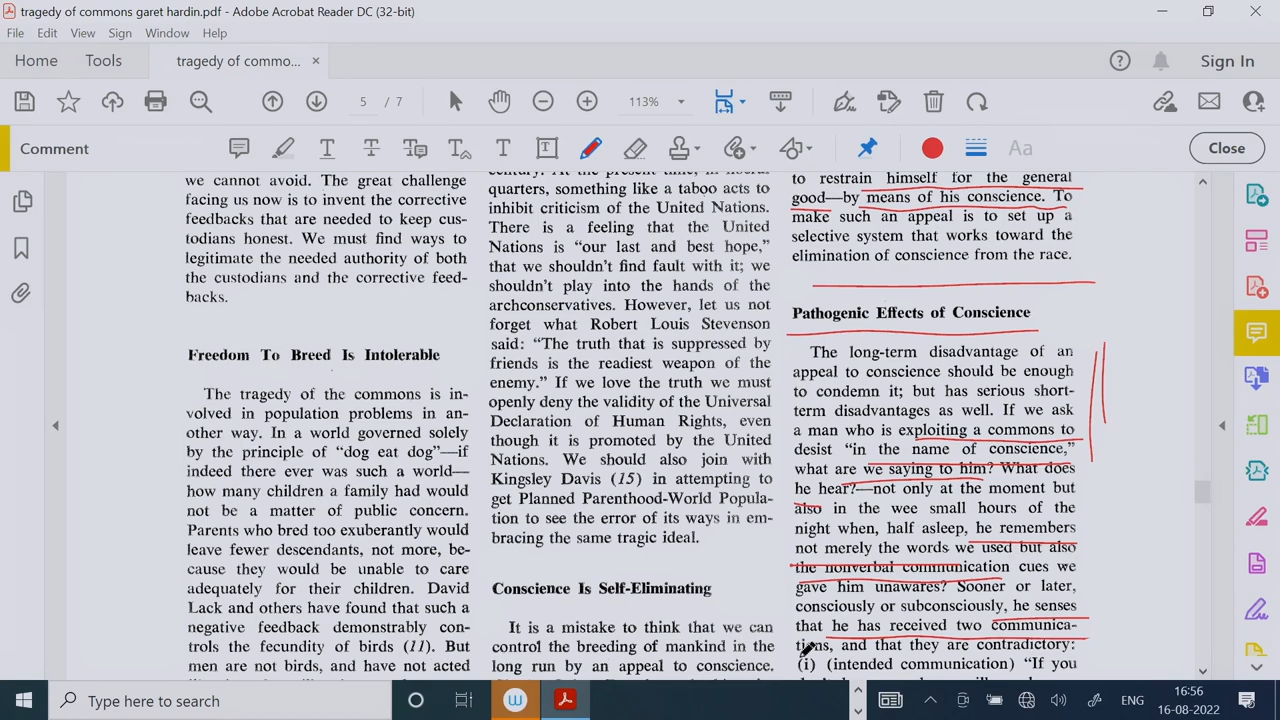 tragedy of commons garet hardin.pdf - Adobe Acrobat Reader DC (32-bit)
File Edit View Sign Window Help
Home Tools tragedy of commo... × Sign In
5 / 7 113%
Comment Close
we cannot avoid. The great challenge
facing us now is to invent the corrective
feedbacks that are needed to keep cus-
todians honest. We must find ways to
legitimate the needed authority of both
the custodians and the corrective feed-
backs.
Freedom To Breed Is Intolerable
The tragedy of the commons is in-
volved in population problems in an-
other way. In a world governed solely
by the principle of "dog eat dog"—if
indeed there ever was such a world—
how many children a family had would
not be a matter of public concern.
Parents who bred too exuberantly would
leave fewer descendants, not more, be-
cause they would be unable to care
adequately for their children. David
Lack and others have found that such a
negative feedback demonstrably con-
trols the fecundity of birds (11). But
men are not birds, and have not acted
century. At the present time, in liberal
quarters, something like a taboo acts to
inhibit criticism of the United Nations.
There is a feeling that the United
Nations is "our last and best hope,"
that we shouldn't find fault with it; we
shouldn't play into the hands of the
archconservatives. However, let us not
forget what Robert Louis Stevenson
said: "The truth that is suppressed by
friends is the readiest weapon of the
enemy." If we love the truth we must
openly deny the validity of the Universal
Declaration of Human Rights, even
though it is promoted by the United
Nations. We should also join with
Kingsley Davis (15) in attempting to
get Planned Parenthood-World Popula-
tion to see the error of its ways in em-
bracing the same tragic ideal.
Conscience Is Self-Eliminating
It is a mistake to think that we can
control the breeding of mankind in the
long run by an appeal to conscience.
to restrain himself for the general
good—by means of his conscience. To
make such an appeal is to set up a
selective system that works toward the
elimination of conscience from the race.
Pathogenic Effects of Conscience
The long-term disadvantage of an
appeal to conscience should be enough
to condemn it; but has serious short-
term disadvantages as well. If we ask
a man who is exploiting a commons to
desist "in the name of conscience,"
what are we saying to him? What does
he hear?—not only at the moment but
also in the wee small hours of the
night when, half asleep, he remembers
not merely the words we used but also
the nonverbal communication cues we
gave him unawares? Sooner or later,
consciously or subconsciously, he senses
that he has received two communica-
tions, and that they are contradictory:
(i) (intended communication) "If you
Type here to search
ENG
16:56
16-08-2022